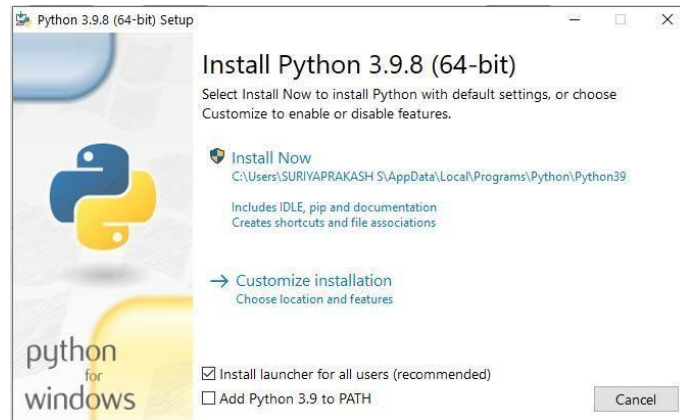 Python 3.9.8 (64-bit) Setup
Install Python 3.9.8 (64-bit)
Select Install Now to install Python with default settings, or choose
Customize to enable or disable features.
Install Now
C:\Users\SURIYAPRAKASH S\AppData\Local\Programs\Python\Python39
Includes IDLE, pip and documentation
Creates shortcuts and file associations
Customize installation
Choose location and features
python
for
windows
Install launcher for all users (recommended)
Add Python 3.9 to PATH
Cancel